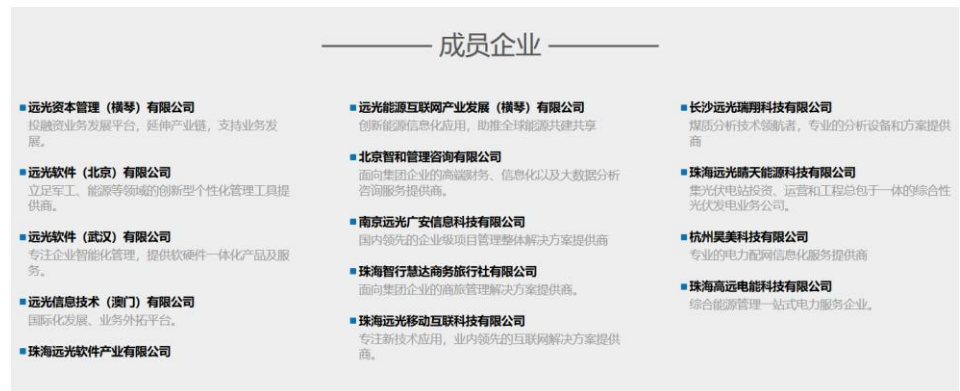 成员企业
远光资本管理（横琴）有限公司
投融资业务发展平台，延伸产业链，支持业务发
展。
远光软件（北京）有限公司
立足军工、能源等领域的创新型个性化管理工具提
供商。
远光软件（武汉）有限公司
专注企业智能化管理，提供软硬件一体化产品及服
务。
远光信息技术（澳门）有限公司
国际化发展、业务外拓平台。
珠海远光软件产业有限公司
远光能源互联网产业发展（横琴）有限公司
创新能源信息化应用，助推全球能源共建共享
北京智和管理咨询有限公司
面向集团企业的高端财务、信息化以及大数据分析
咨询服务提供商。
南京远光广安信息科技有限公司
国内领先的企业级项目管理整体解决方案提供商
珠海智行慧达商务旅行社有限公司
面向集团企业的商旅管理解决方案提供商。
珠海远光移动互联科技有限公司
专注新技术应用，业内领先的互联网解决方案提供
商。
长沙远光瑞翔科技有限公司
煤质分析技术领航者，专业的分析设备和方案提供
商
珠海远光晴天能源科技有限公司
集光伏电站投资、运营和工程总包于一体的综合性
光伏发电业务公司。
杭州昊美科技有限公司
专业的电力配网信息化服务提供商
珠海高远电能科技有限公司
综合能源管理一站式电力服务企业。